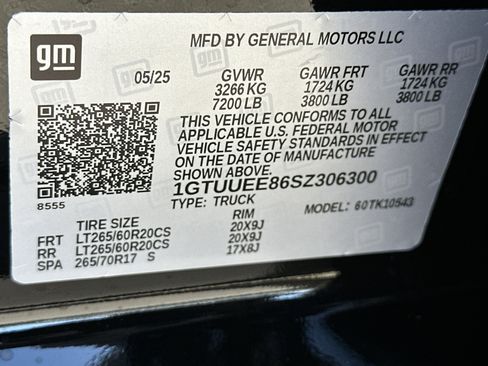 gm
MFD BY GENERAL MOTORS LLC
05/25 GVWR GAWR FRT GAWR RR
3266 KG 1724 KG 1724 KG
7200 LB 3800 LB 3800 LB
THIS VEHICLE CONFORMS TO ALL
APPLICABLE U.S. FEDERAL MOTOR
VEHICLE SAFETY STANDARDS IN EFFECT
ON THE DATE OF MANUFACTURE
SHOWN ABOVE.
8555 1GTUUEE86SZ306300
TYPE: TRUCK MODEL: 60TK10543
TIRE SIZE RIM
FRT LT265/60R20CS 20X9J
RR LT265/60R20CS 20X9J
SPA 265/70R17 S 17X8J